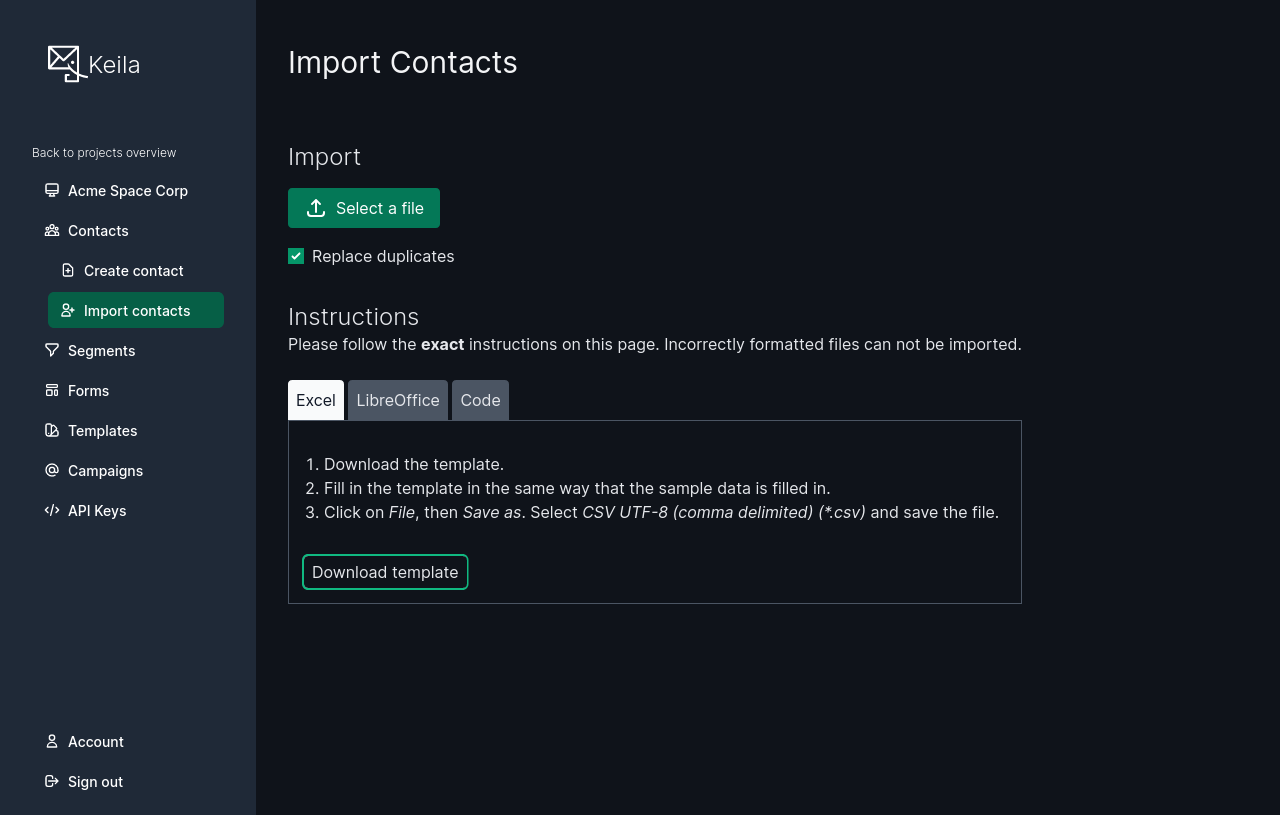 Keila
Import Contacts
Back to projects overview
Acme Space Corp
Contacts
Create contact
Import contacts
Segments
Forms
Templates
Campaigns
API Keys
Account
Sign out
Import
Select a file
Replace duplicates
Instructions
Please follow the exact instructions on this page. Incorrectly formatted files can not be imported.
Excel LibreOffice Code
1. Download the template.
2. Fill in the template in the same way that the sample data is filled in.
3. Click on File, then Save as. Select CSV UTF-8 (comma delimited) (*.csv) and save the file.
Download template